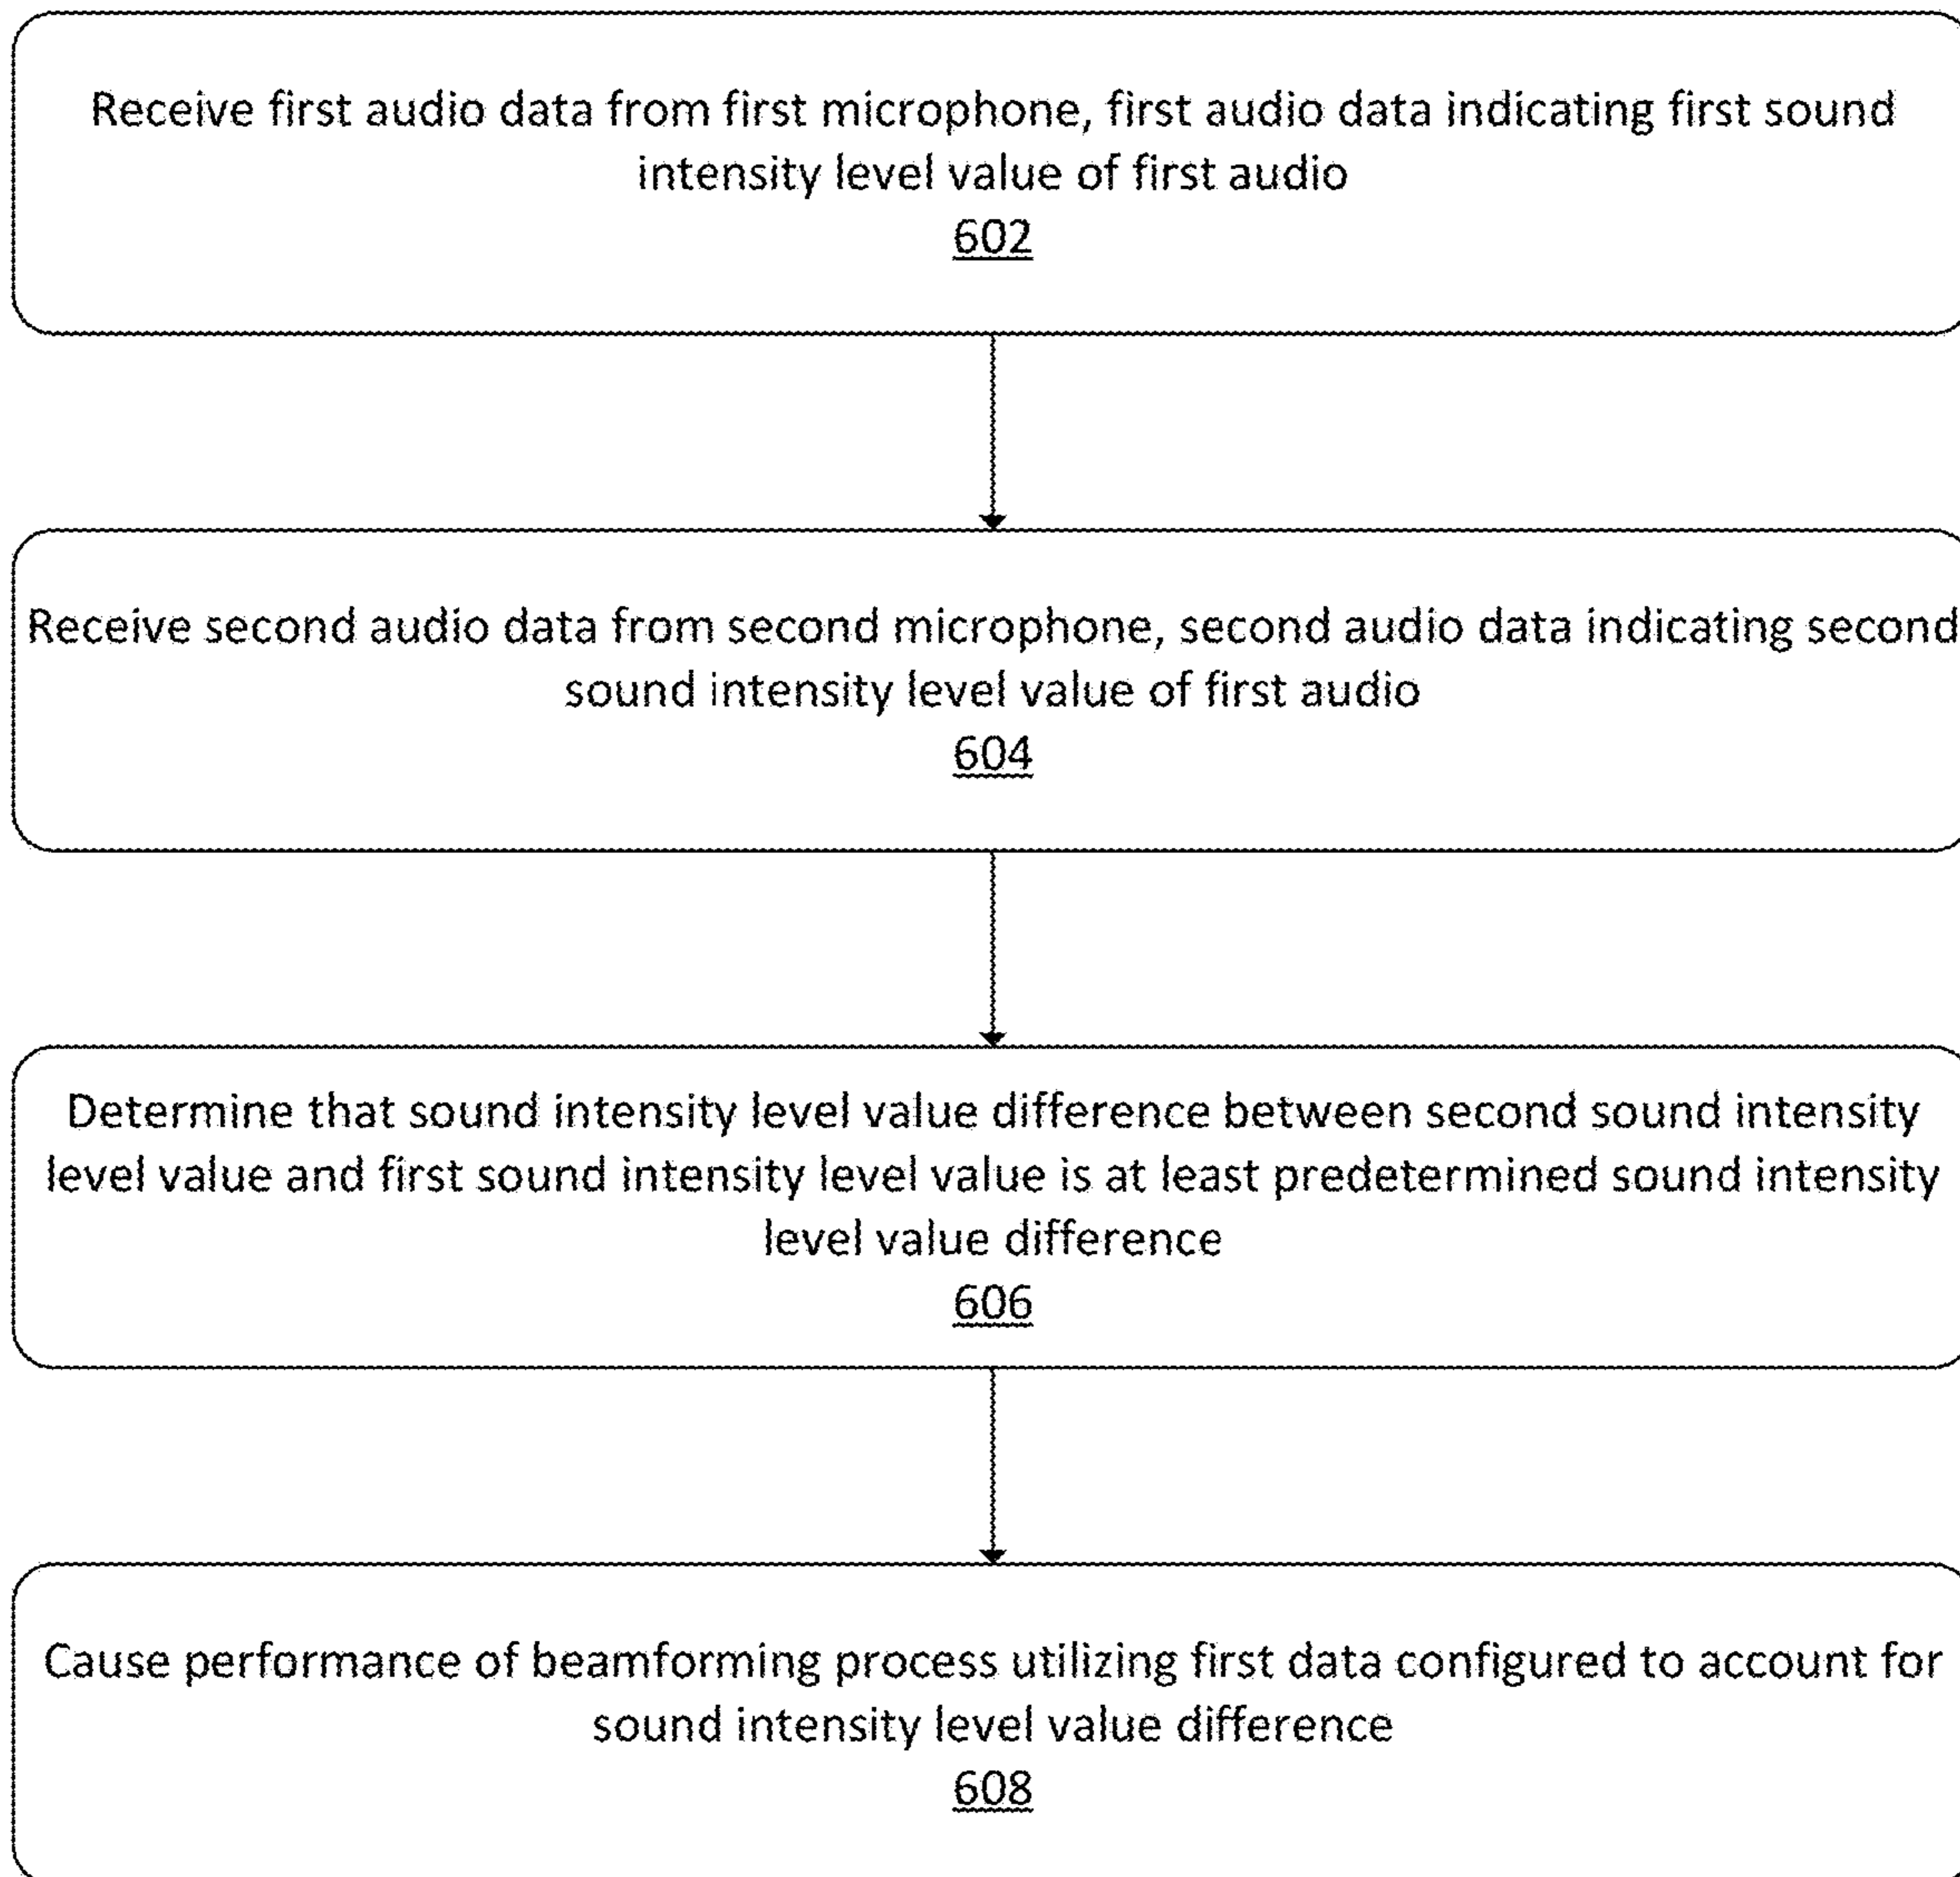 Receive first audio data from first microphone, first audio data indicating first sound
intensity level value of first audio
602
Receive second audio data from second microphone, second audio data indicating second
sound intensity level value of first audio
604
Determine that sound intensity level value difference between second sound intensity
level value and first sound intensity level value is at least predetermined sound intensity
level value difference
606
Cause performance of beamforming process utilizing first data configured to account for
sound intensity level value difference
608